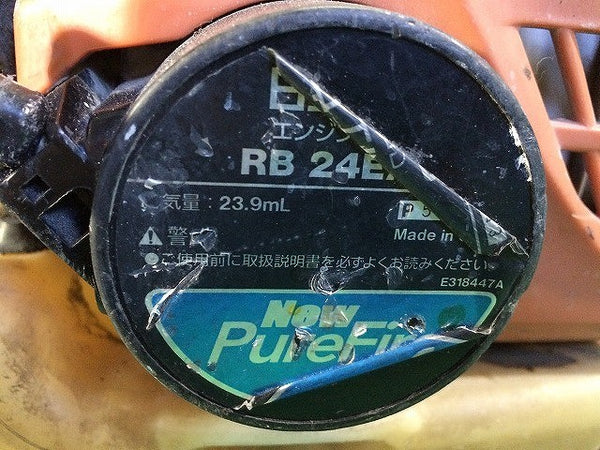 エンジン
RB 24E
気量 : 23.9mL
P 5
Made in
警
●ご使用前に取扱説明書を必ずよくお読みください
E318447A
New
PureFi